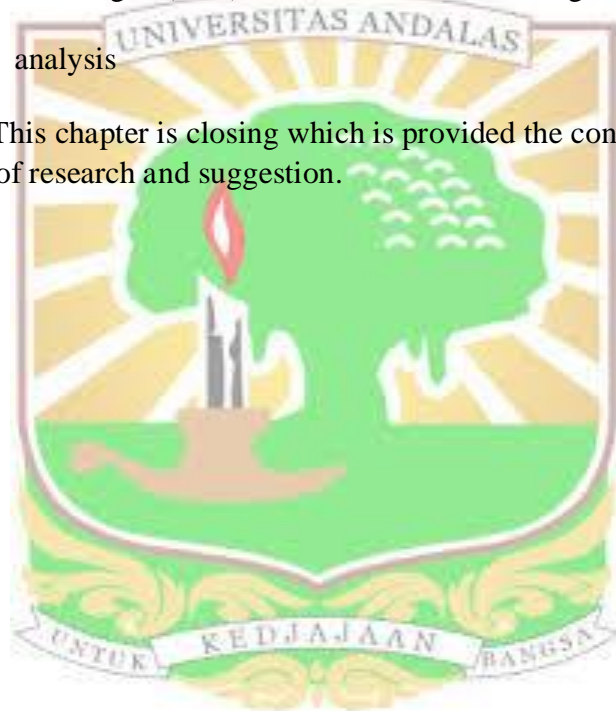 UNIVERSITAS ANDALAS
analysis
This chapter is closing which is provided the con
of research and suggestion.
UNTUK KEDJAJAAN BANGSA